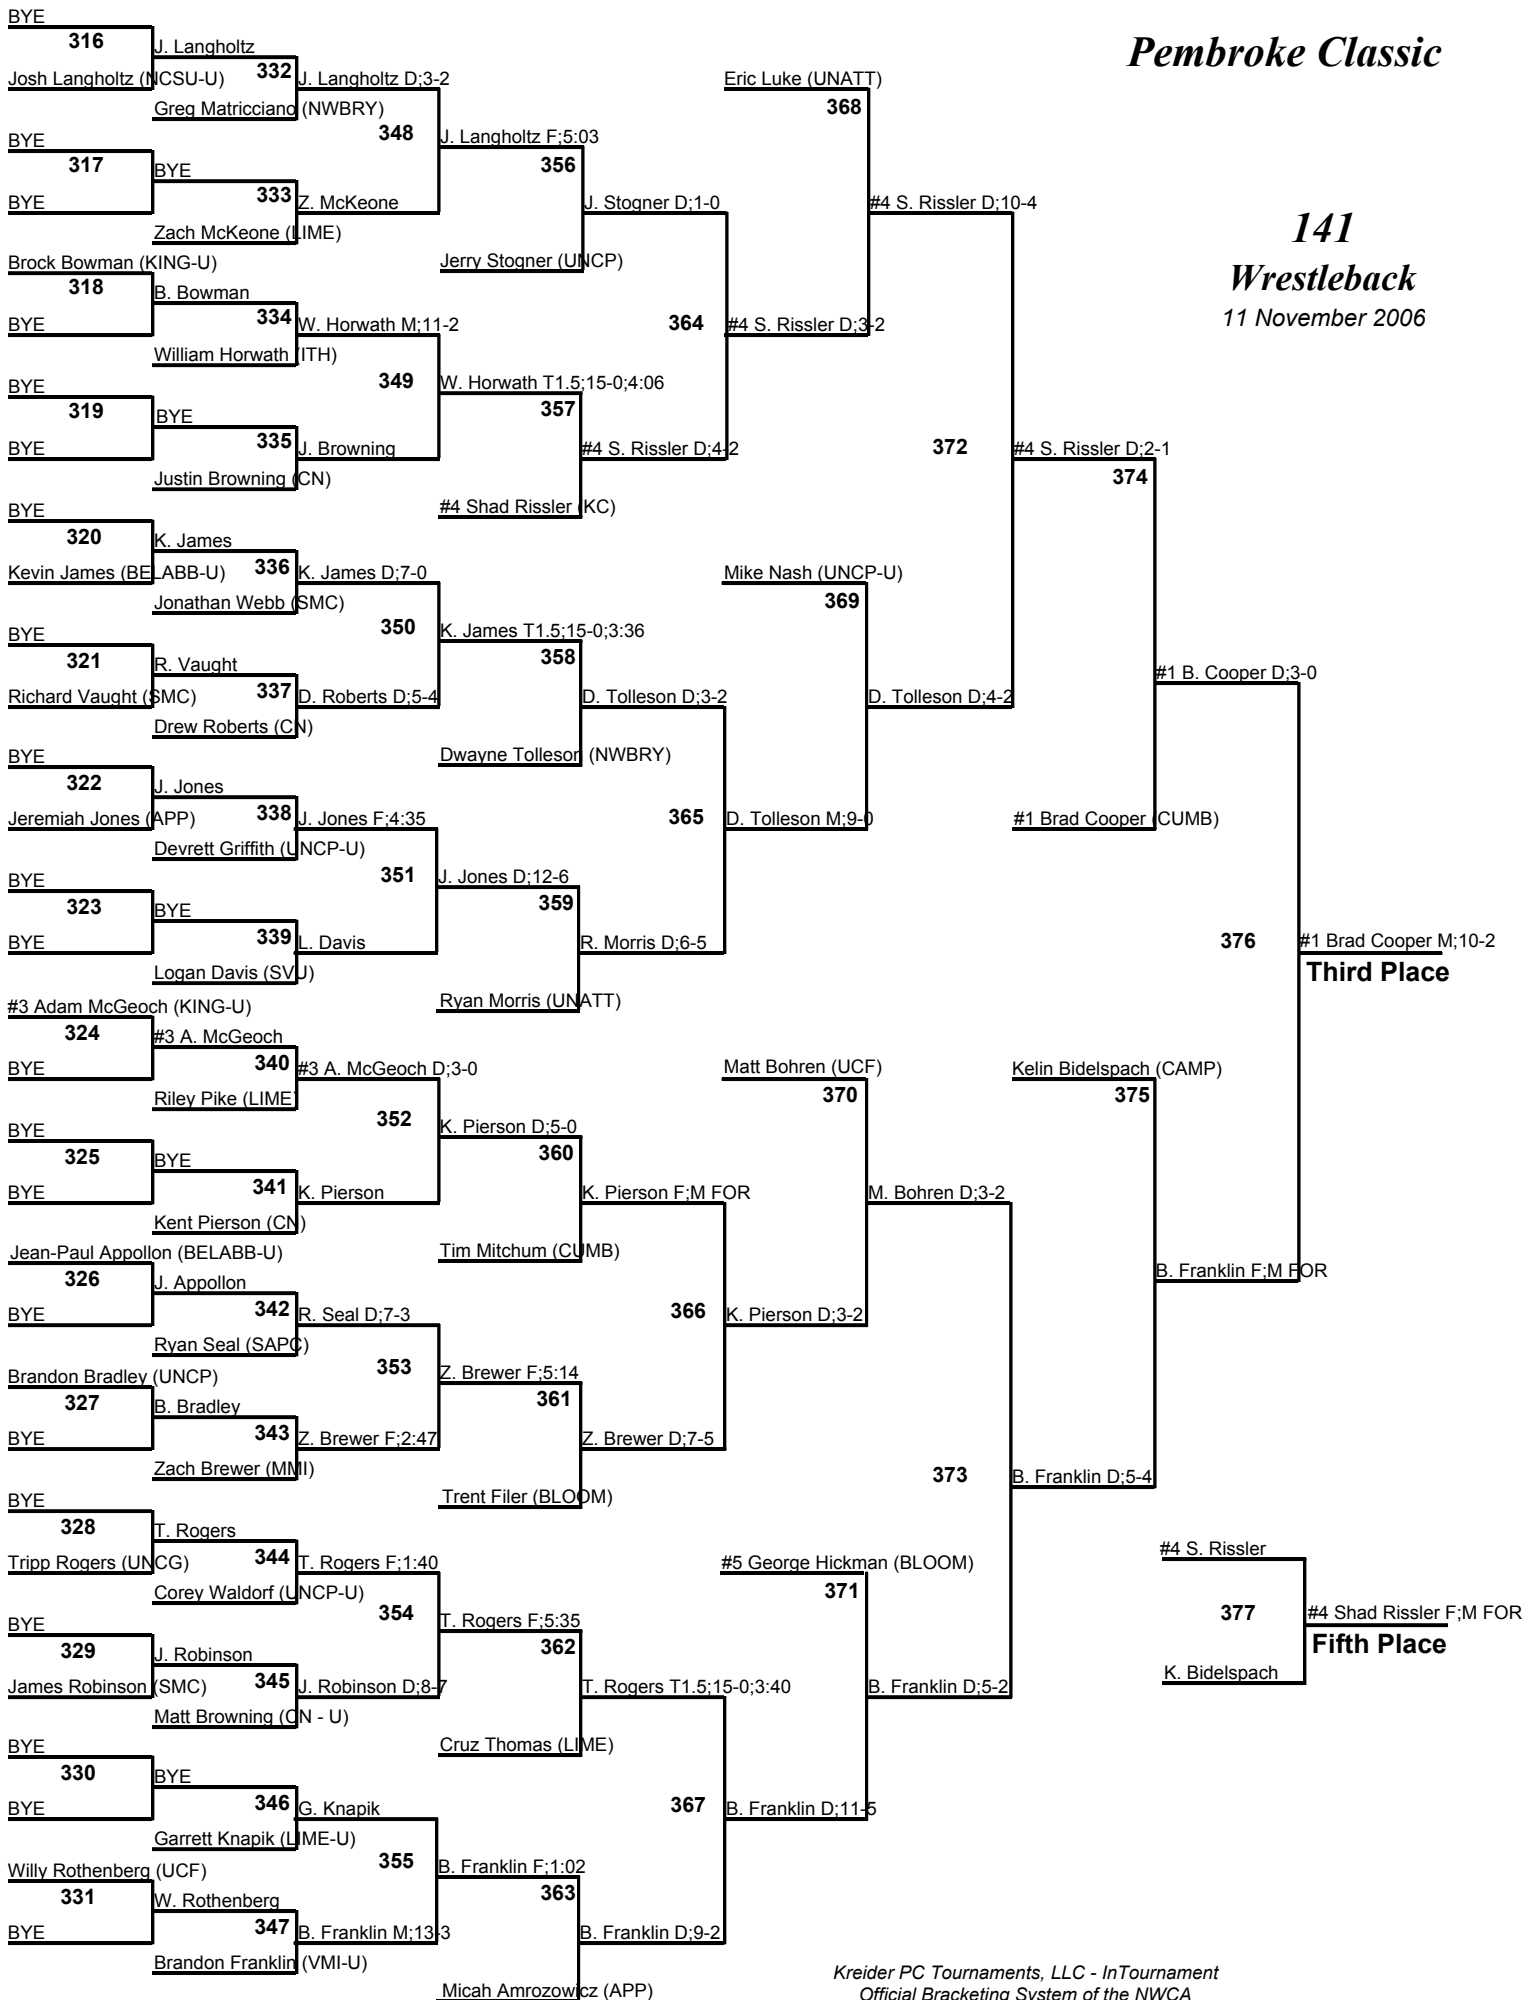 Pembroke Classic
141
Wrestleback
11 November 2006
BYE
316
Josh Langholtz (NCSU-U)
BYE
317
BYE
Brock Bowman (KING-U)
318
BYE
BYE
319
BYE
BYE
320
Kevin James (BELABB-U)
BYE
321
Richard Vaught (SMC)
BYE
322
Jeremiah Jones (APP)
BYE
323
BYE
#3 Adam McGeoch (KING-U)
324
BYE
BYE
325
BYE
Jean-Paul Appollon (BELABB-U)
326
BYE
Brandon Bradley (UNCP)
327
BYE
BYE
328
Tripp Rogers (UNCG)
BYE
329
James Robinson (SMC)
BYE
330
BYE
Willy Rothenberg (UCF)
331
BYE
J. Langholtz
332
Greg Matricciano (NWBRY)
BYE
333
Zach McKeone (LIME)
B. Bowman
334
William Horwath (ITH)
BYE
335
Justin Browning (CN)
K. James
336
Jonathan Webb (SMC)
R. Vaught
337
Drew Roberts (CN)
J. Jones
338
Devrett Griffith (UNCP-U)
BYE
339
Logan Davis (SVU)
#3 A. McGeoch
340
Riley Pike (LIME)
BYE
341
Kent Pierson (CN)
J. Appollon
342
Ryan Seal (SAPC)
B. Bradley
343
Zach Brewer (MMI)
T. Rogers
344
Corey Waldorf (UNCP-U)
J. Robinson
345
Matt Browning (CN - U)
BYE
346
Garrett Knapik (LIME-U)
W. Rothenberg
347
Brandon Franklin (VMI-U)
J. Langholtz D;3-2
348
Z. McKeone
W. Horwath M;11-2
349
J. Browning
K. James D;7-0
350
D. Roberts D;5-4
J. Jones F;4:35
351
L. Davis
#3 A. McGeoch D;3-0
352
K. Pierson
R. Seal D;7-3
353
Z. Brewer F;2:47
T. Rogers F;1:40
354
J. Robinson D;8-7
G. Knapik
355
B. Franklin M;13-3
J. Langholtz F;5:03
356
Jerry Stogner (UNCP)
W. Horwath T1.5;15-0;4:06
357
#4 Shad Rissler (KC)
K. James T1.5;15-0;3:36
358
Dwayne Tolleson (NWBRY)
J. Jones D;12-6
359
Ryan Morris (UNATT)
K. Pierson D;5-0
360
Tim Mitchum (CUMB)
Z. Brewer F;5:14
361
Trent Filer (BLOOM)
T. Rogers F;5:35
362
Cruz Thomas (LIME)
B. Franklin F;1:02
363
Micah Amrozowicz (APP)
J. Stogner D;1-0
364
#4 S. Rissler D;4-2
D. Tolleson D;3-2
365
R. Morris D;6-5
K. Pierson F;M FOR
366
Z. Brewer D;7-5
T. Rogers T1.5;15-0;3:40
367
B. Franklin D;9-2
Eric Luke (UNATT)
368
#4 S. Rissler D;3-2
Mike Nash (UNCP-U)
369
D. Tolleson M;9-0
Matt Bohren (UCF)
370
K. Pierson D;3-2
#5 George Hickman (BLOOM)
371
B. Franklin D;11-5
#4 S. Rissler D;10-4
372
D. Tolleson D;4-2
M. Bohren D;3-2
373
B. Franklin D;5-2
#4 S. Rissler D;2-1
374
#1 Brad Cooper (CUMB)
Kelin Bidelspach (CAMP)
375
B. Franklin D;5-4
#1 B. Cooper D;3-0
376
B. Franklin F;M FOR
#1 Brad Cooper M;10-2
Third Place
#4 S. Rissler
377
K. Bidelspach
#4 Shad Rissler F;M FOR
Fifth Place
Kreider PC Tournaments, LLC - InTournament
Official Bracketing System of the NWCA